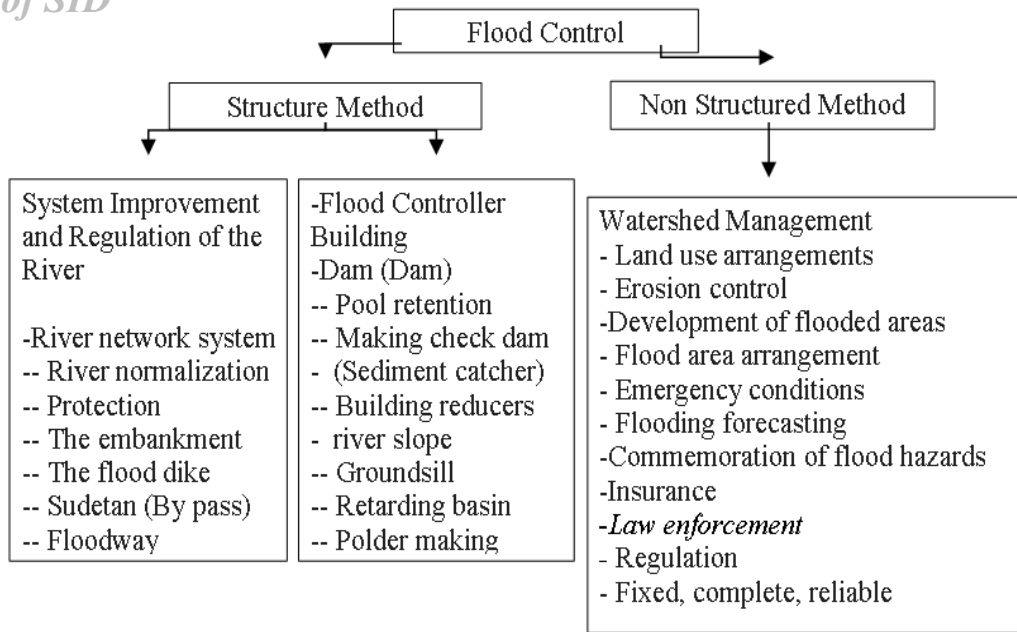 of SID
Flood Control
Structure Method
Non Structured Method
System Improvement
and Regulation of the
River
-River network system
-- River normalization
-- Protection
-- The embankment
-- The flood dike
-- Sudetan (By pass)
-- Floodway
-Flood Controller
Building
-Dam (Dam)
-- Pool retention
-- Making check dam
- (Sediment catcher)
-- Building reducers
- river slope
-- Groundsill
-- Retarding basin
-- Polder making
Watershed Management
- Land use arrangements
- Erosion control
-Development of flooded areas
- Flood area arrangement
- Emergency conditions
- Flooding forecasting
-Commemoration of flood hazards
-Insurance
-Law enforcement
- Regulation
- Fixed, complete, reliable